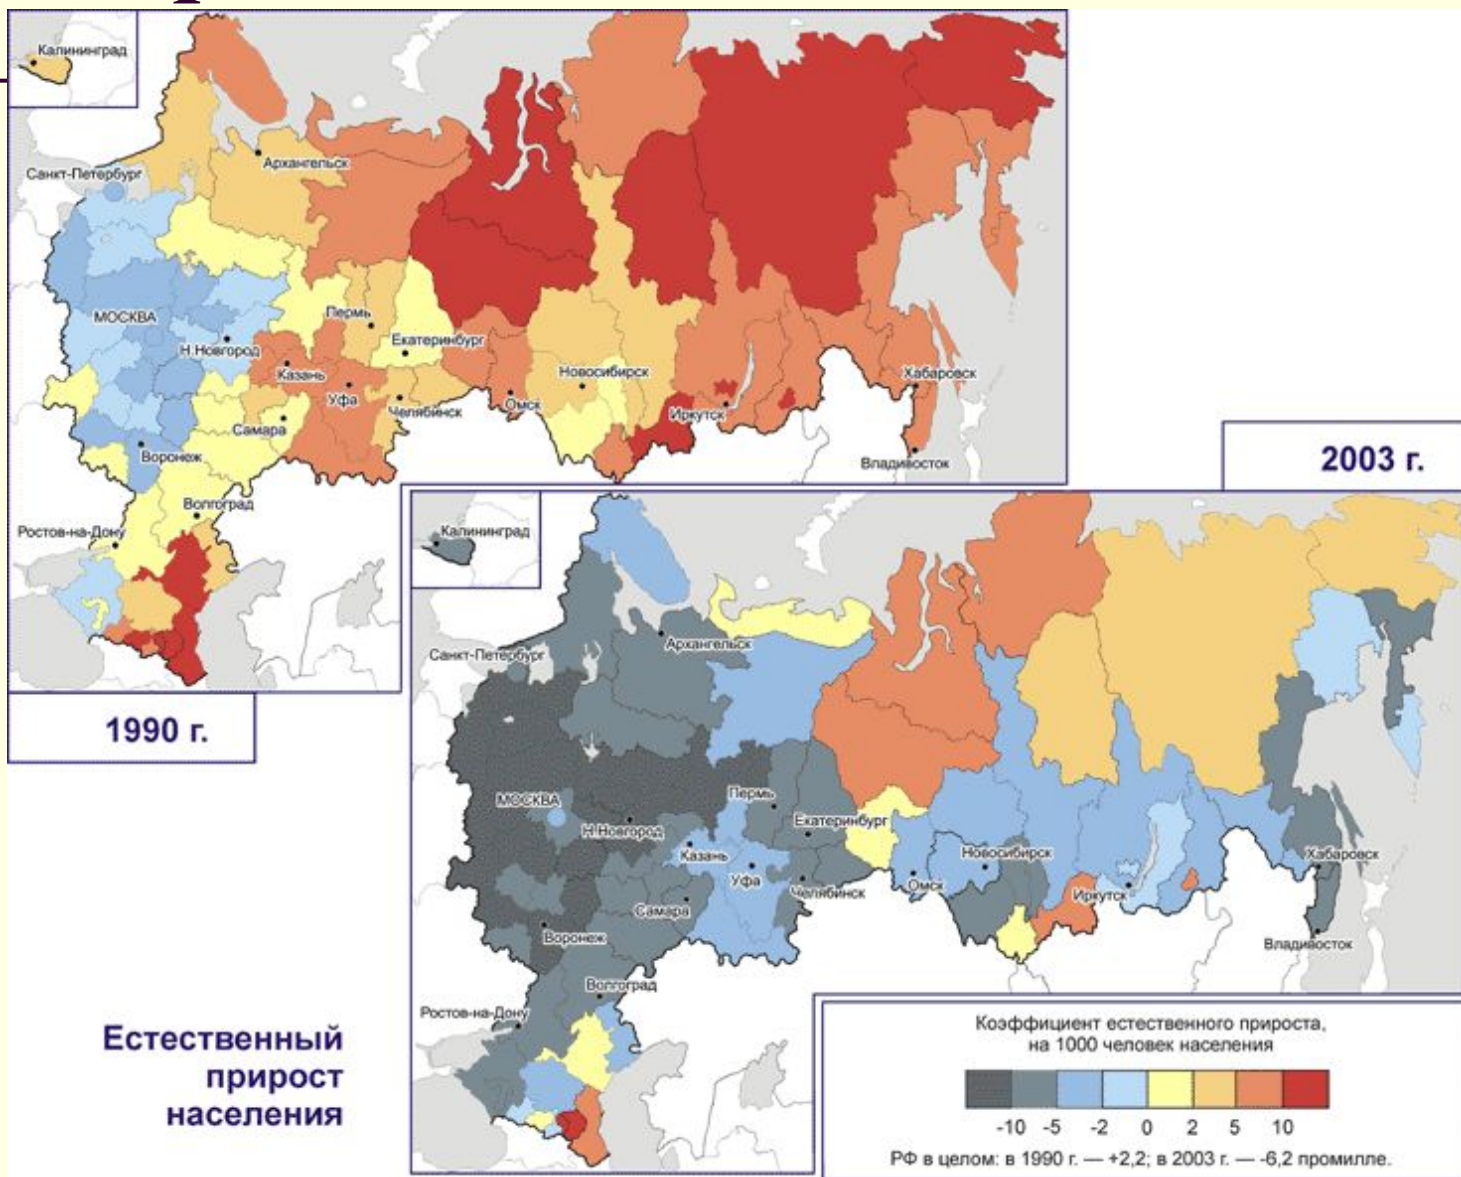 Калининград
Архангельск
Санкт-Петербург
МОСКВА
Пермь
Н.Новгород
Екатеринбург
Казань
Уфа
Новосибирск
Челябинск
Омск
Иркутск
Хабаровск
Самара
Воронеж
Владивосток
Волгоград
Ростов-на-Дону
1990 г.
2003 г.
Калининград
Архангельск
Санкт-Петербург
МОСКВА
Пермь
Н.Новгород
Екатеринбург
Казань
Уфа
Новосибирск
Челябинск
Омск
Иркутск
Хабаровск
Самара
Воронеж
Владивосток
Волгоград
Ростов-на-Дону
Естественный
прирост
населения
Коэффициент естественного прироста,
на 1000 человек населения
-10 -5 -2 0 2 5 10
РФ в целом: в 1990 г. — +2,2; в 2003 г. — -6,2 промилле.